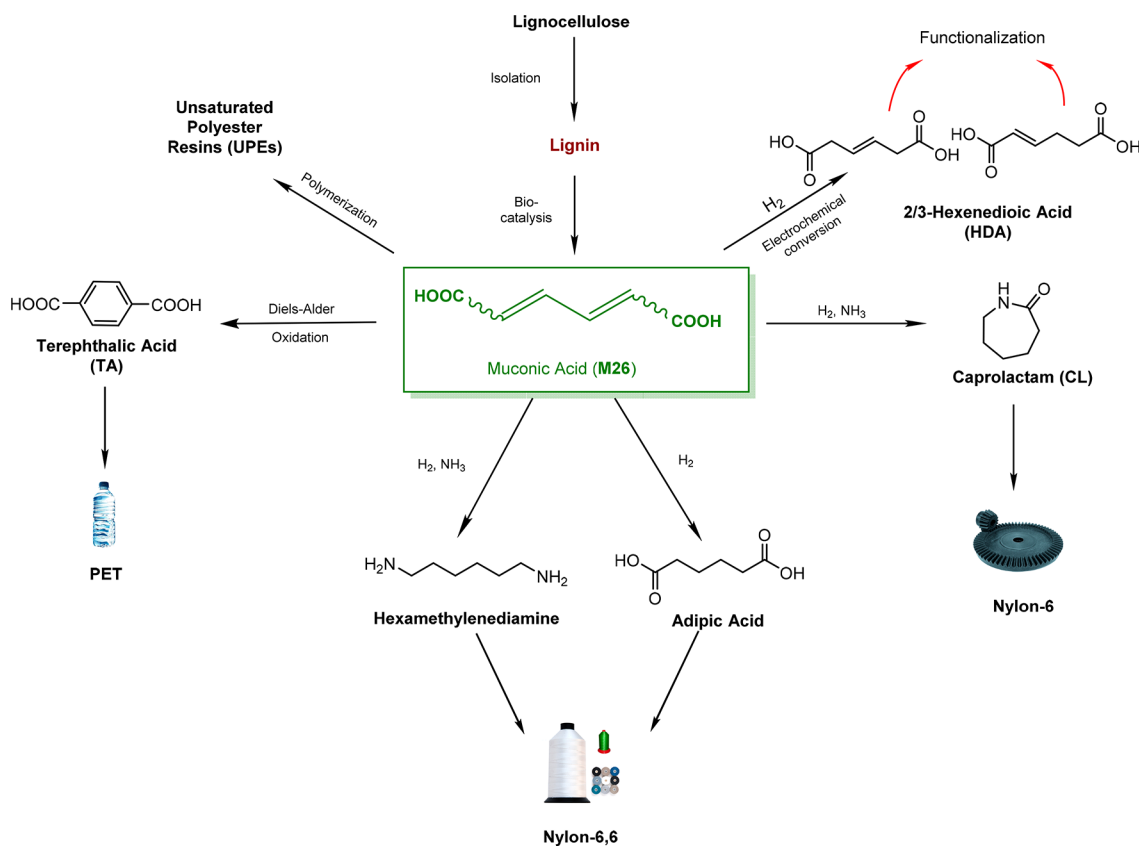 Lignocellulose
Isolation
Lignin
Bio-
catalysis
Functionalization
HO
O
O
OH
HO
O
O
OH
2/3-Hexenedioic Acid
(HDA)
H2
Electrochemical
conversion
Unsaturated
Polyester
Resins (UPEs)
Polymerization
HOOC
COOH
Muconic Acid (M26)
HOOC
COOH
Terephthalic Acid
(TA)
Diels-Alder
Oxidation
PET
H2, NH3
H
N
O
Caprolactam (CL)
Nylon-6
H2, NH3
H2N
NH2
Hexamethylenediamine
H2
HO
O
O
OH
Adipic Acid
Nylon-6,6